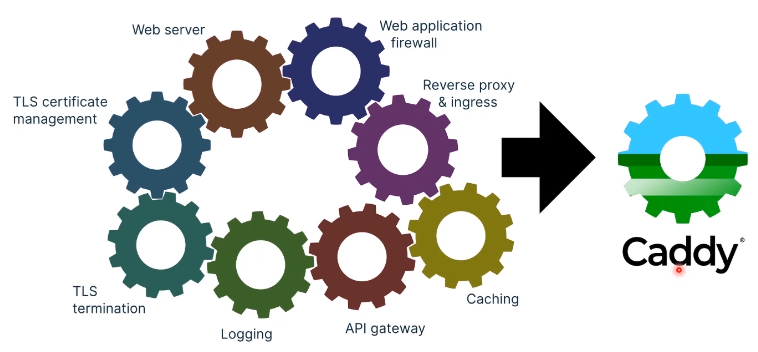 Web server
Web application
firewall
TLS certificate
management
Reverse proxy
& ingress
TLS
termination
Logging
API gateway
Caching
Caddy®